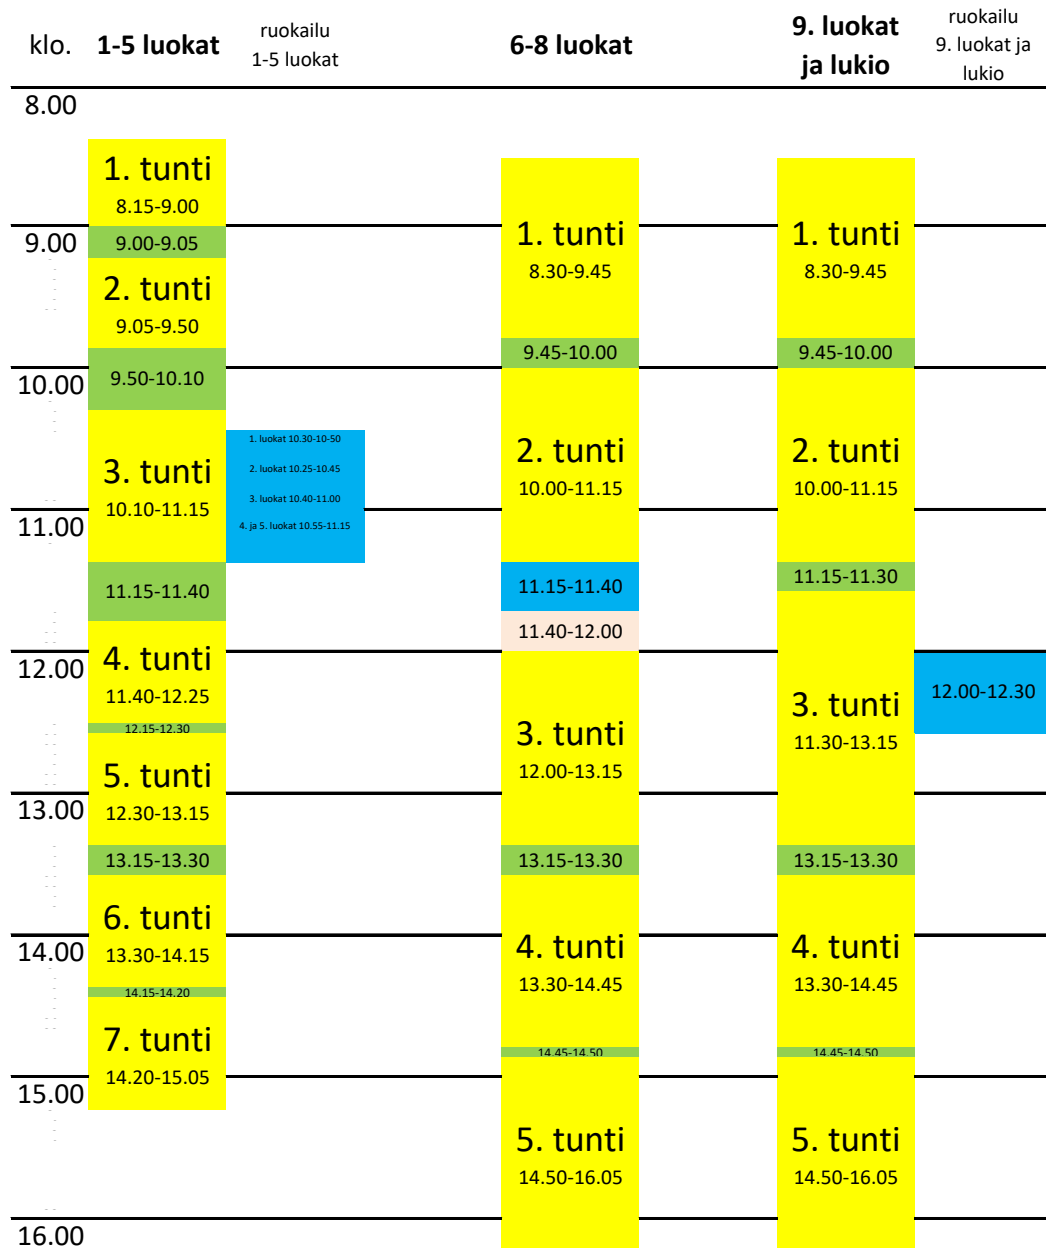 klo.
1-5 luokat
ruokailu
1-5 luokat
6-8 luokat
9. luokat
ja lukio
ruokailu
9. luokat ja
lukio
8.00
9.00
10.00
11.00
12.00
13.00
14.00
15.00
16.00
1. tunti
8.15-9.00
9.00-9.05
2. tunti
9.05-9.50
9.50-10.10
3. tunti
10.10-11.15
11.15-11.40
4. tunti
11.40-12.25
12.15-12.30
5. tunti
12.30-13.15
13.15-13.30
6. tunti
13.30-14.15
14.15-14.20
7. tunti
14.20-15.05
1. luokat 10.30-10-50
2. luokat 10.25-10.45
3. luokat 10.40-11.00
4. ja 5. luokat 10.55-11.15
1. tunti
8.30-9.45
9.45-10.00
2. tunti
10.00-11.15
11.15-11.40
11.40-12.00
3. tunti
12.00-13.15
13.15-13.30
4. tunti
13.30-14.45
14.45-14.50
5. tunti
14.50-16.05
1. tunti
8.30-9.45
9.45-10.00
2. tunti
10.00-11.15
11.15-11.30
3. tunti
11.30-13.15
13.15-13.30
4. tunti
13.30-14.45
14.45-14.50
5. tunti
14.50-16.05
12.00-12.30